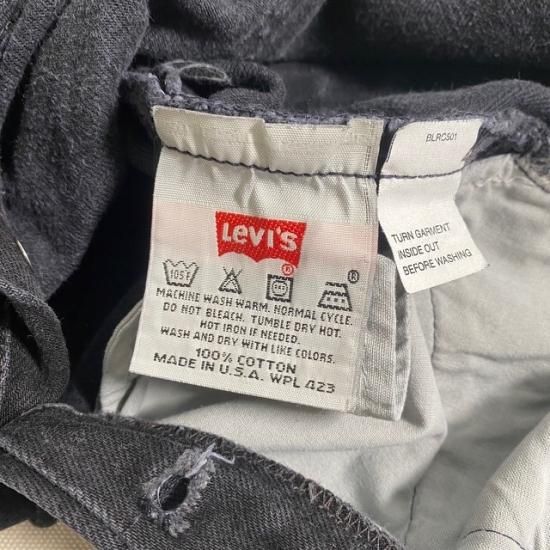 BLRC501
TURN GARMENT
INSIDE OUT
BEFORE WASHING
LEVI'S
®
105F
MACHINE WASH WARM. NORMAL CYCLE.
DO NOT BLEACH. TUMBLE DRY HOT.
HOT IRON IF NEEDED.
WASH AND DRY WITH LIKE COLORS.
100% COTTON
MADE IN U.S.A. WPL 423